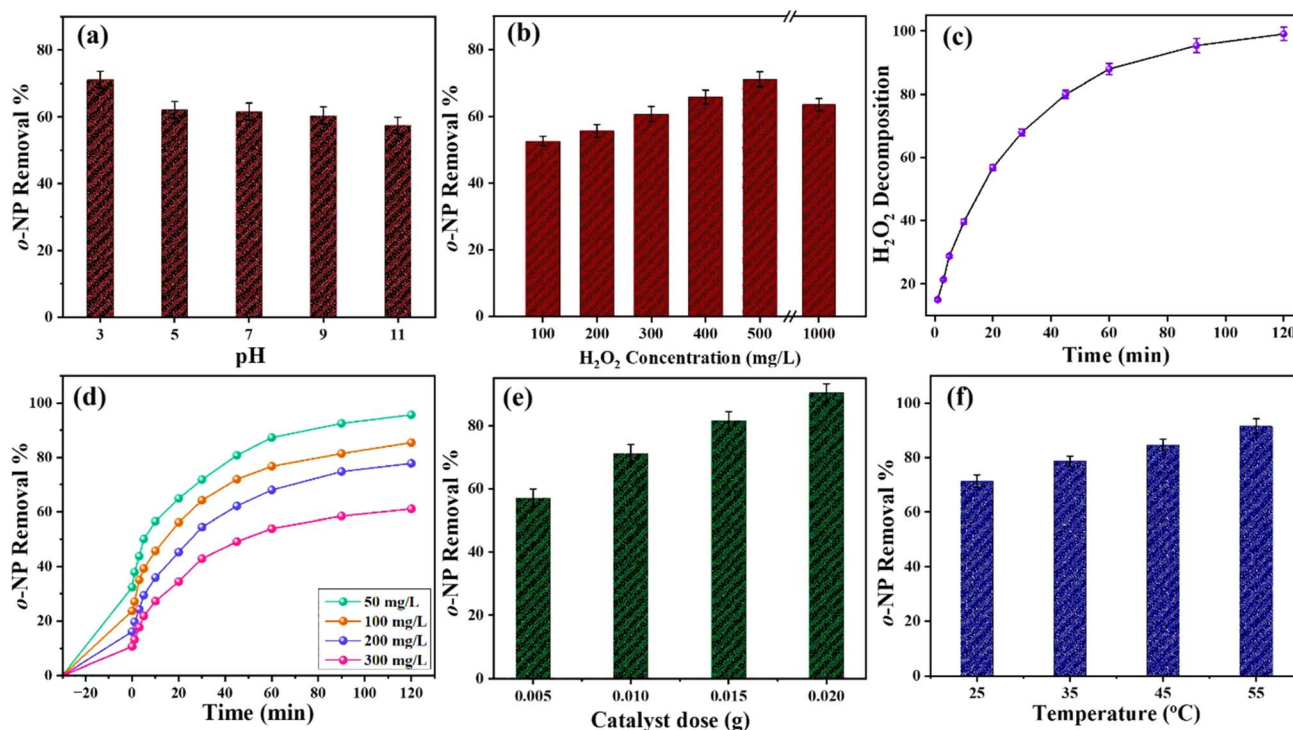 (a)
o-NP Removal %
80
60
40
20
0
3 5 7 9 11
pH
(b)
o-NP Removal %
80
60
40
20
0
100 200 300 400 500 1000
H₂O₂ Concentration (mg/L)
(c)
H₂O₂ Decomposition
100
80
60
40
20
0 20 40 60 80 100 120
Time (min)
(d)
o-NP Removal %
100
80
60
40
20
0
−20 0 20 40 60 80 100 120
Time (min)
50 mg/L
100 mg/L
200 mg/L
300 mg/L
(e)
o-NP Removal %
80
60
40
20
0
0.005 0.010 0.015 0.020
Catalyst dose (g)
(f)
o-NP Removal %
100
80
60
40
20
0
25 35 45 55
Temperature (ºC)